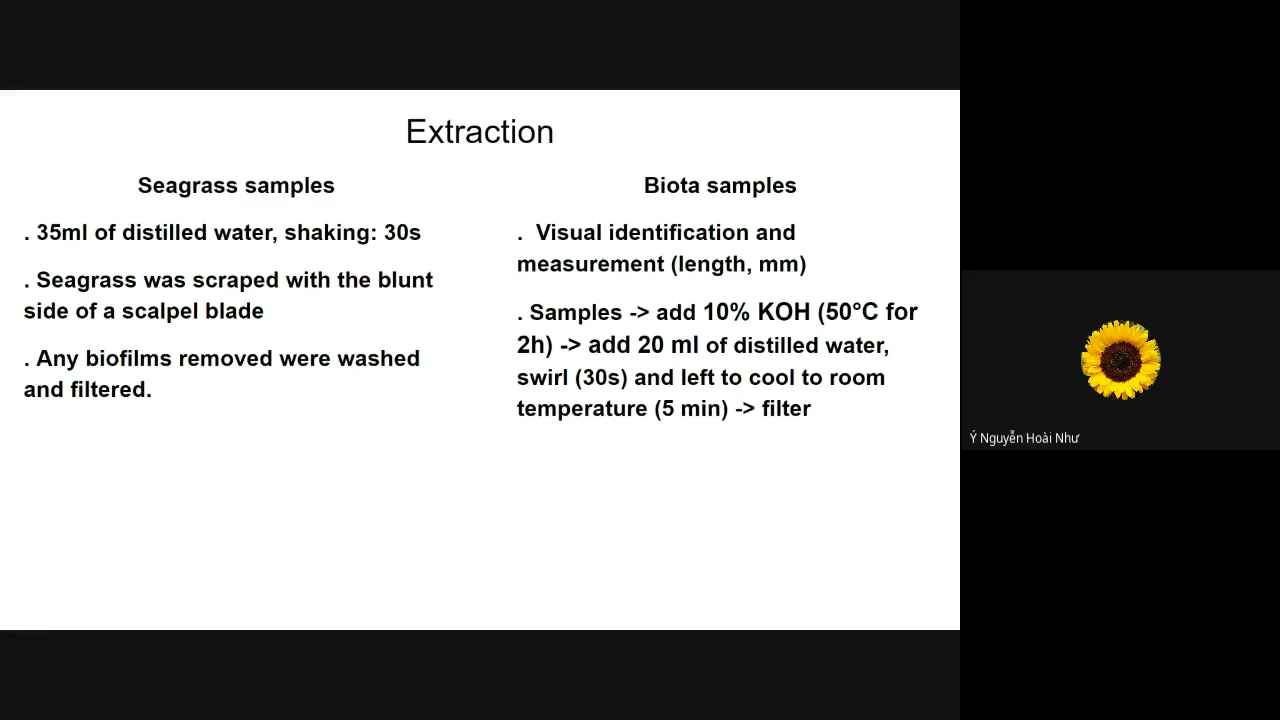 Extraction
Seagrass samples
. 35ml of distilled water, shaking: 30s
. Seagrass was scraped with the blunt
side of a scalpel blade
. Any biofilms removed were washed
and filtered.
Biota samples
. Visual identification and
measurement (length, mm)
. Samples -> add 10% KOH (50°C for
2h) -> add 20 ml of distilled water,
swirl (30s) and left to cool to room
temperature (5 min) -> filter
Ý Nguyễn Hoài Như